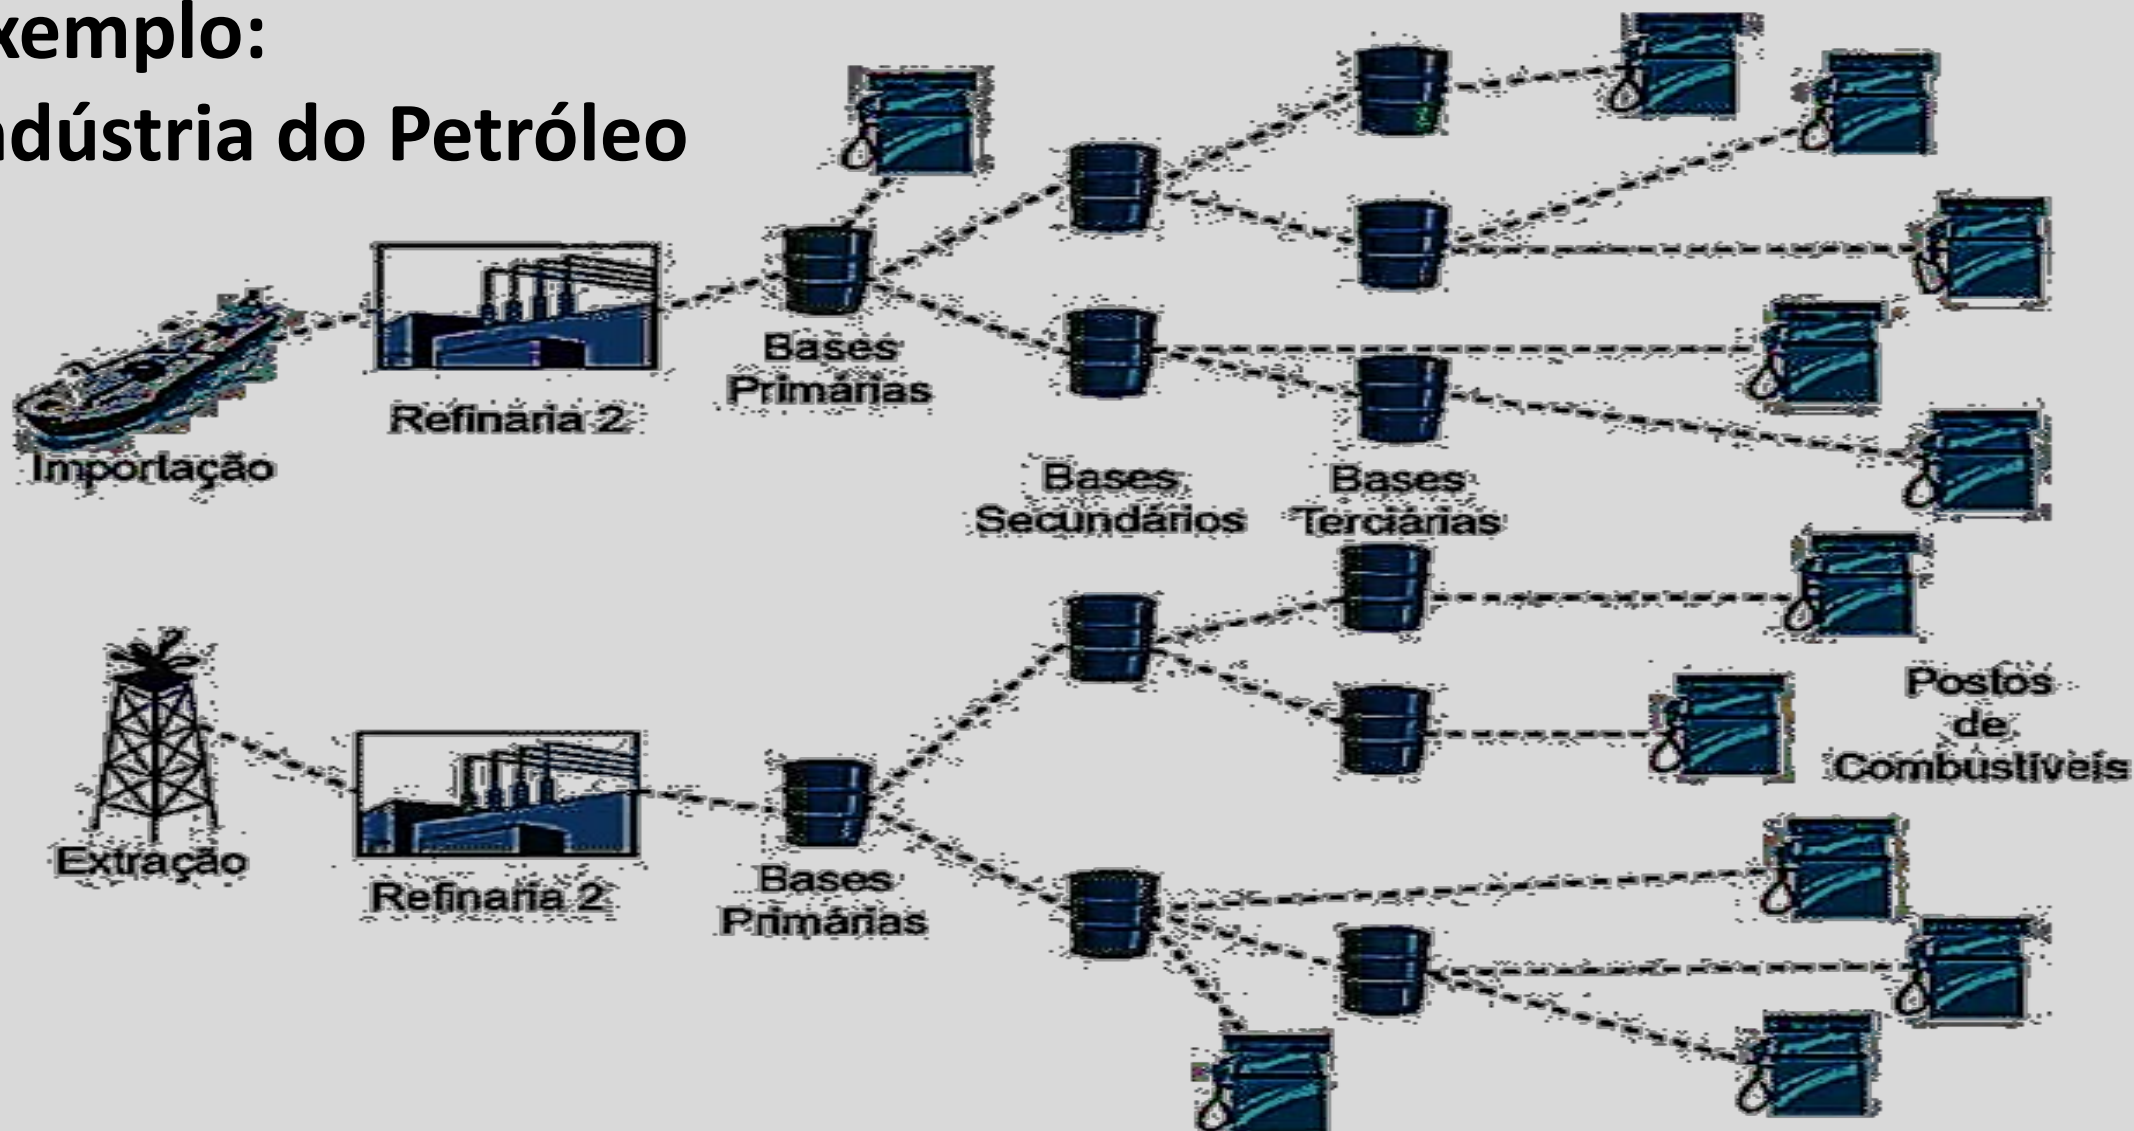 xemplo:
ndústria do Petróleo
Importação
Refinaria 2
Bases
Primárias
Bases
Secundários
Bases
Terciárias
Extração
Refinaria 2
Bases
Primárias
Postos
de
Combustíveis